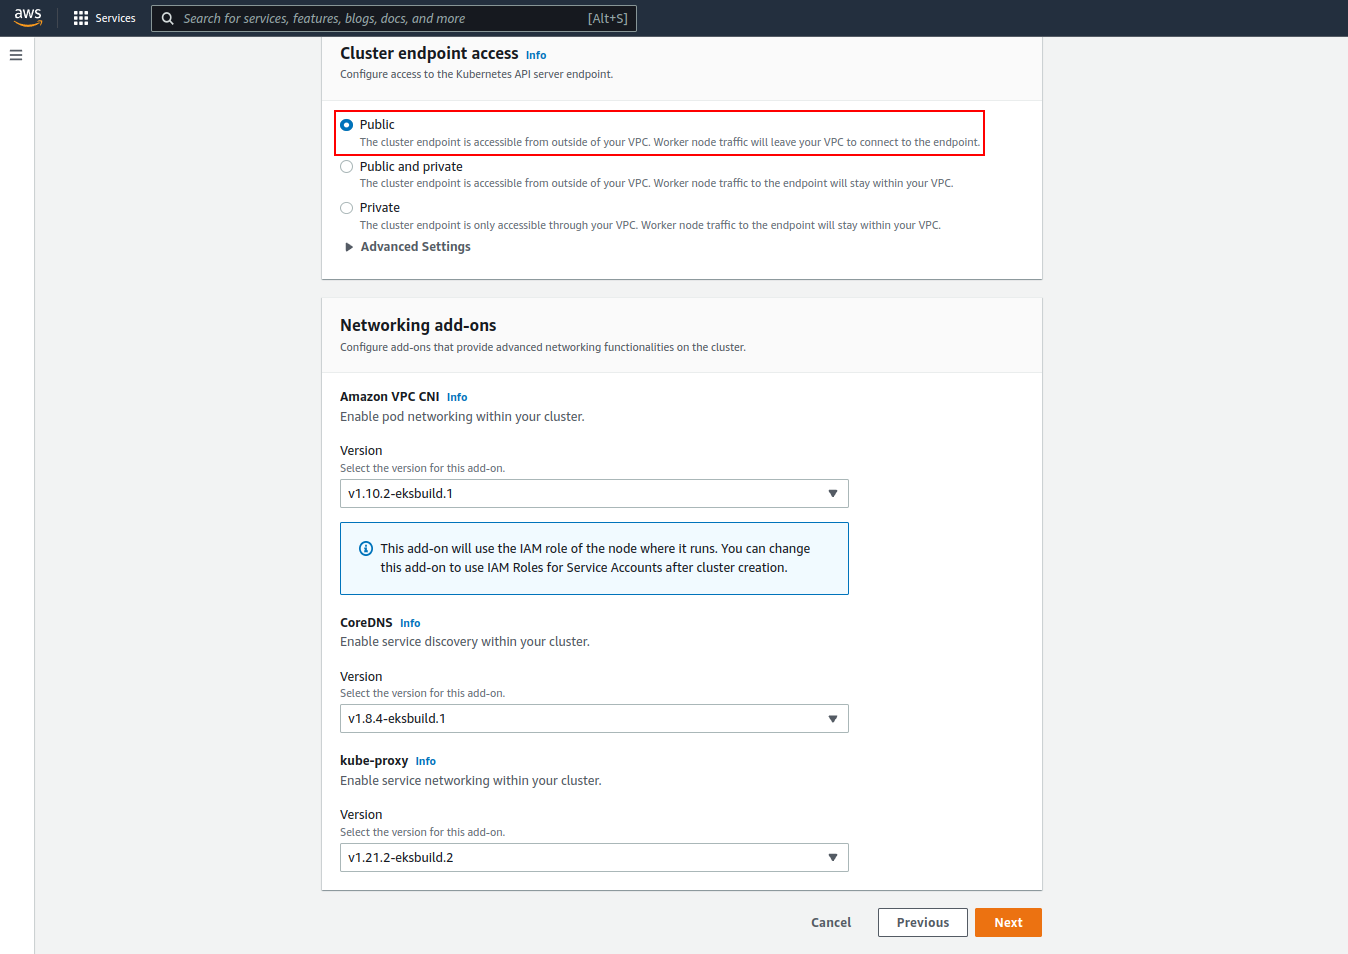 aws
Services
Search for services, features, blogs, docs, and more [Alt+S]
Cluster endpoint access Info
Configure access to the Kubernetes API server endpoint.
Public
The cluster endpoint is accessible from outside of your VPC. Worker node traffic will leave your VPC to connect to the endpoint.
Public and private
The cluster endpoint is accessible from outside of your VPC. Worker node traffic to the endpoint will stay within your VPC.
Private
The cluster endpoint is only accessible through your VPC. Worker node traffic to the endpoint will stay within your VPC.
Advanced Settings
Networking add-ons
Configure add-ons that provide advanced networking functionalities on the cluster.
Amazon VPC CNI Info
Enable pod networking within your cluster.
Version
Select the version for this add-on.
v1.10.2-eksbuild.1
This add-on will use the IAM role of the node where it runs. You can change
this add-on to use IAM Roles for Service Accounts after cluster creation.
CoreDNS Info
Enable service discovery within your cluster.
Version
Select the version for this add-on.
v1.8.4-eksbuild.1
kube-proxy Info
Enable service networking within your cluster.
Version
Select the version for this add-on.
v1.21.2-eksbuild.2
Cancel Previous Next